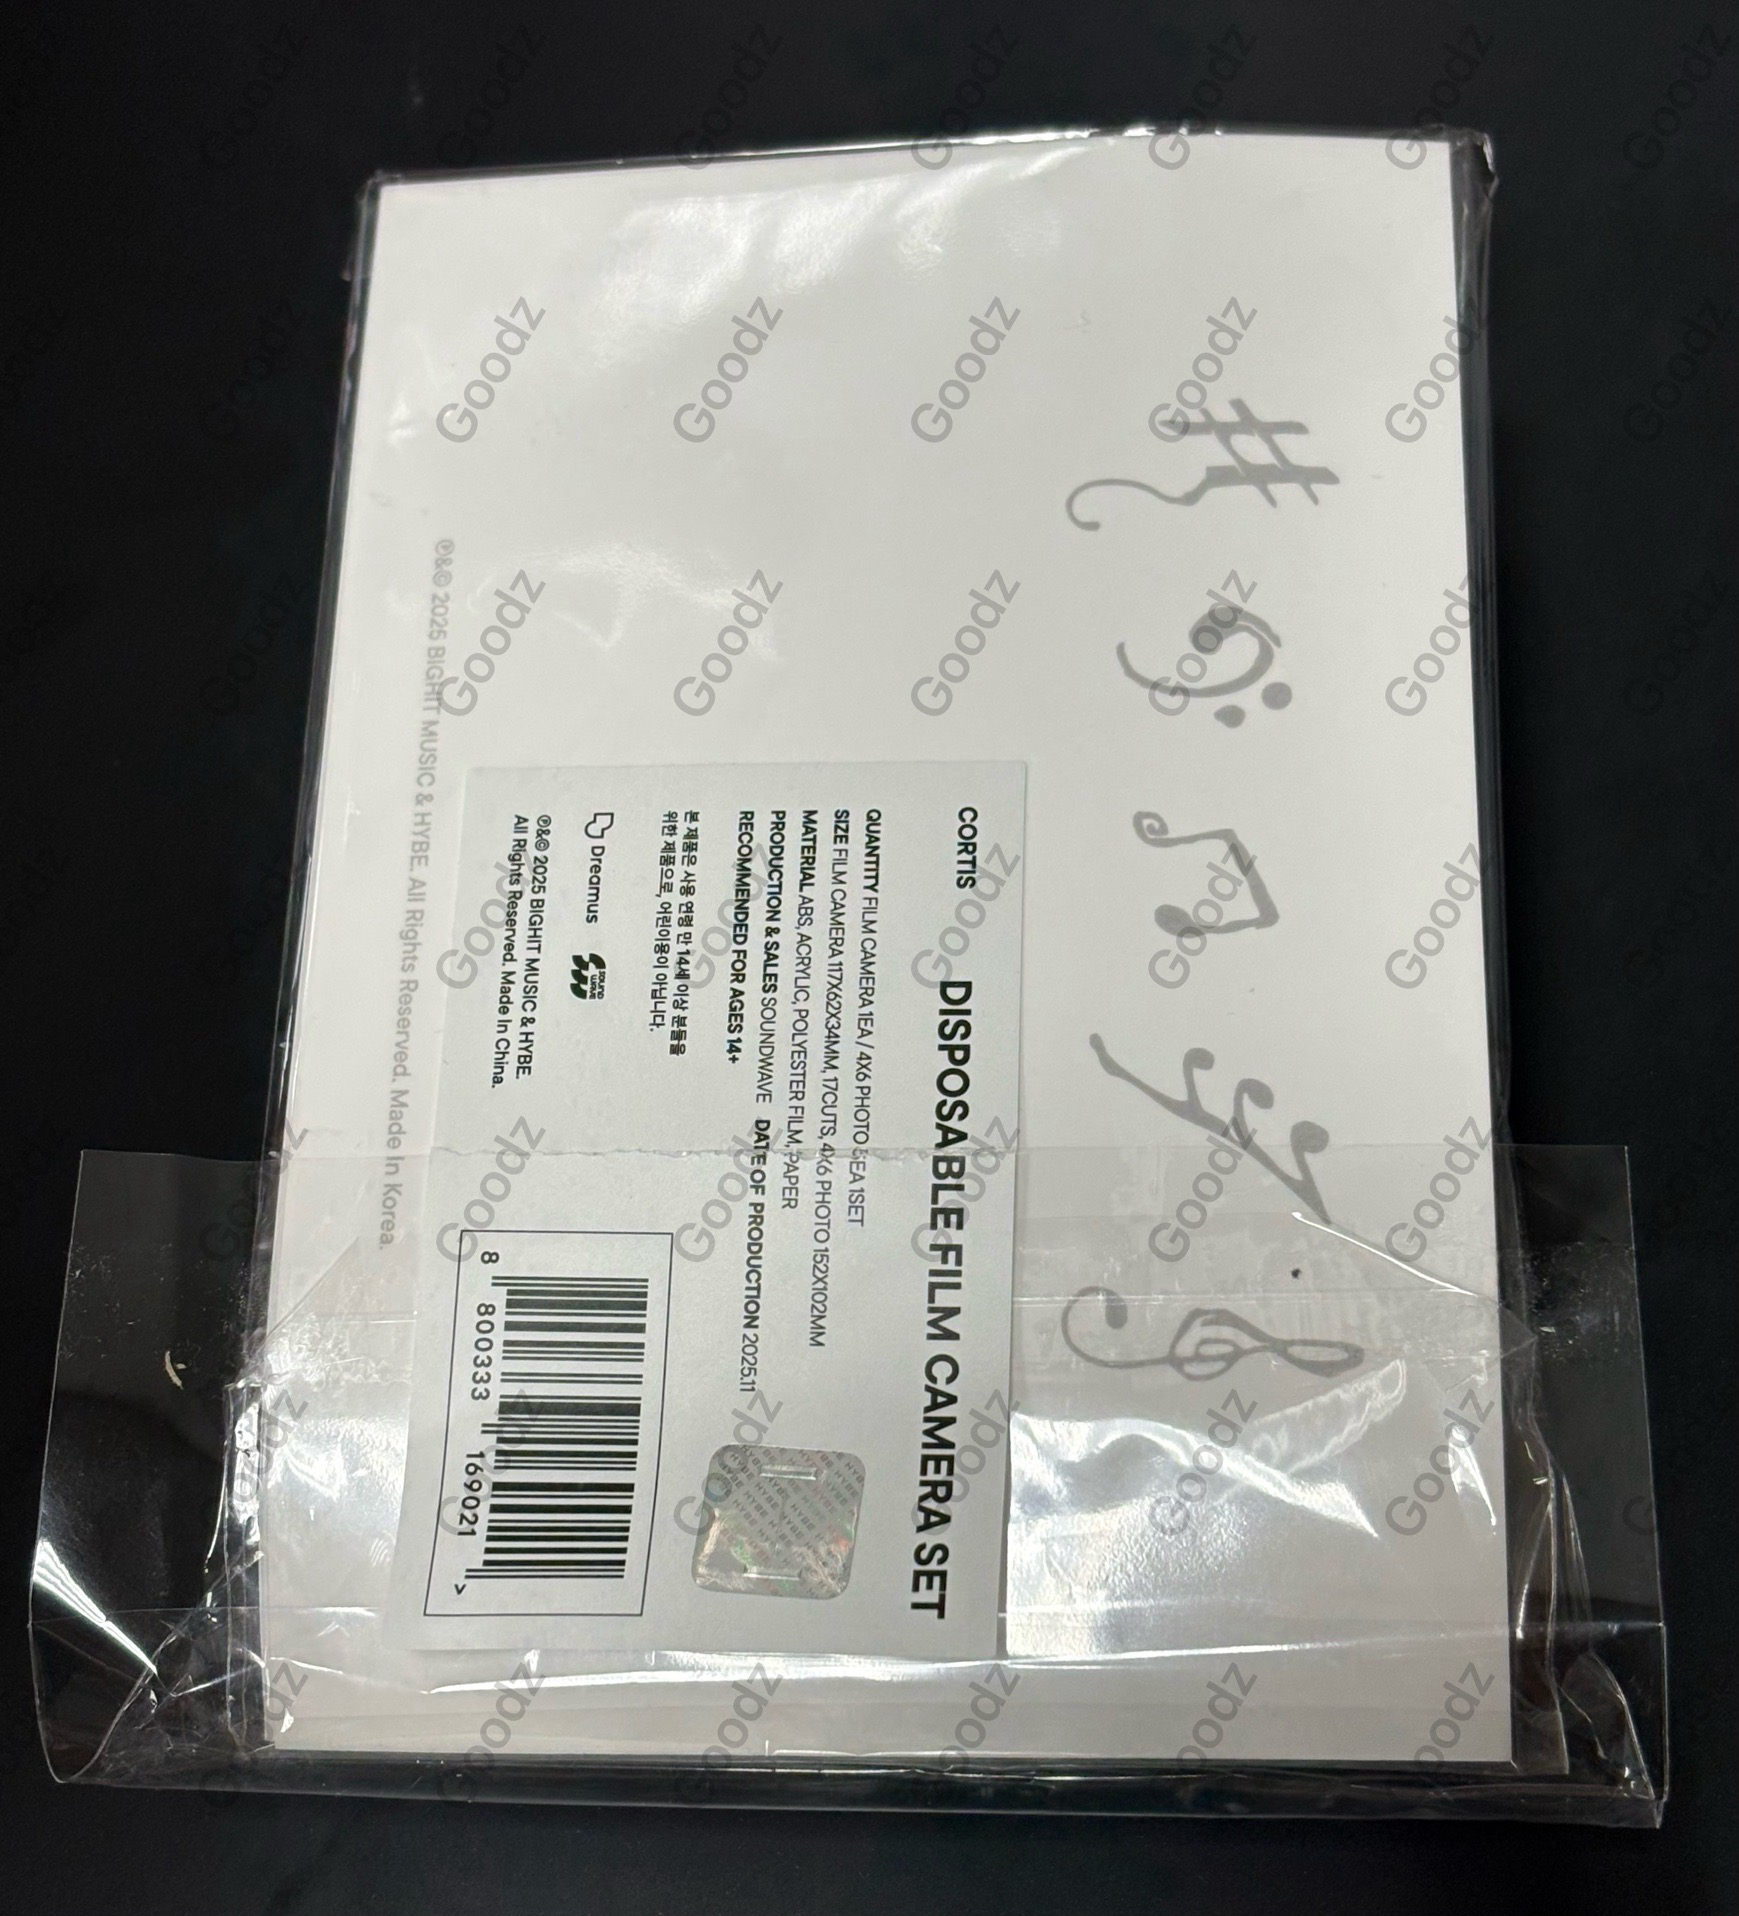 CORTIS DISPOSABLE FILM CAMERA SET
QUANTITY FILM CAMERA 1EA / 4X6 PHOTO 5EA 1SET
SIZE FILM CAMERA 117X62X34MM, 17CUTS, 4X6 PHOTO 152X102MM
MATERIAL ABS, ACRYLIC, POLYESTER FILM, PAPER
PRODUCTION & SALES SOUNDWAVE DATE OF PRODUCTION 2025.11
RECOMMENDED FOR AGES 14+
본 제품은 사용 연령 만 14세 이상 분들을
위한 제품으로, 어린이용이 아닙니다.
Dreamus SOUND WAVE
℗&© 2025 BIGHIT MUSIC & HYBE.
All Rights Reserved. Made In China.
8 800333 169021 >
HYBE
℗&© 2025 BIGHIT MUSIC & HYBE. All Rights Reserved. Made In Korea.
Goodz